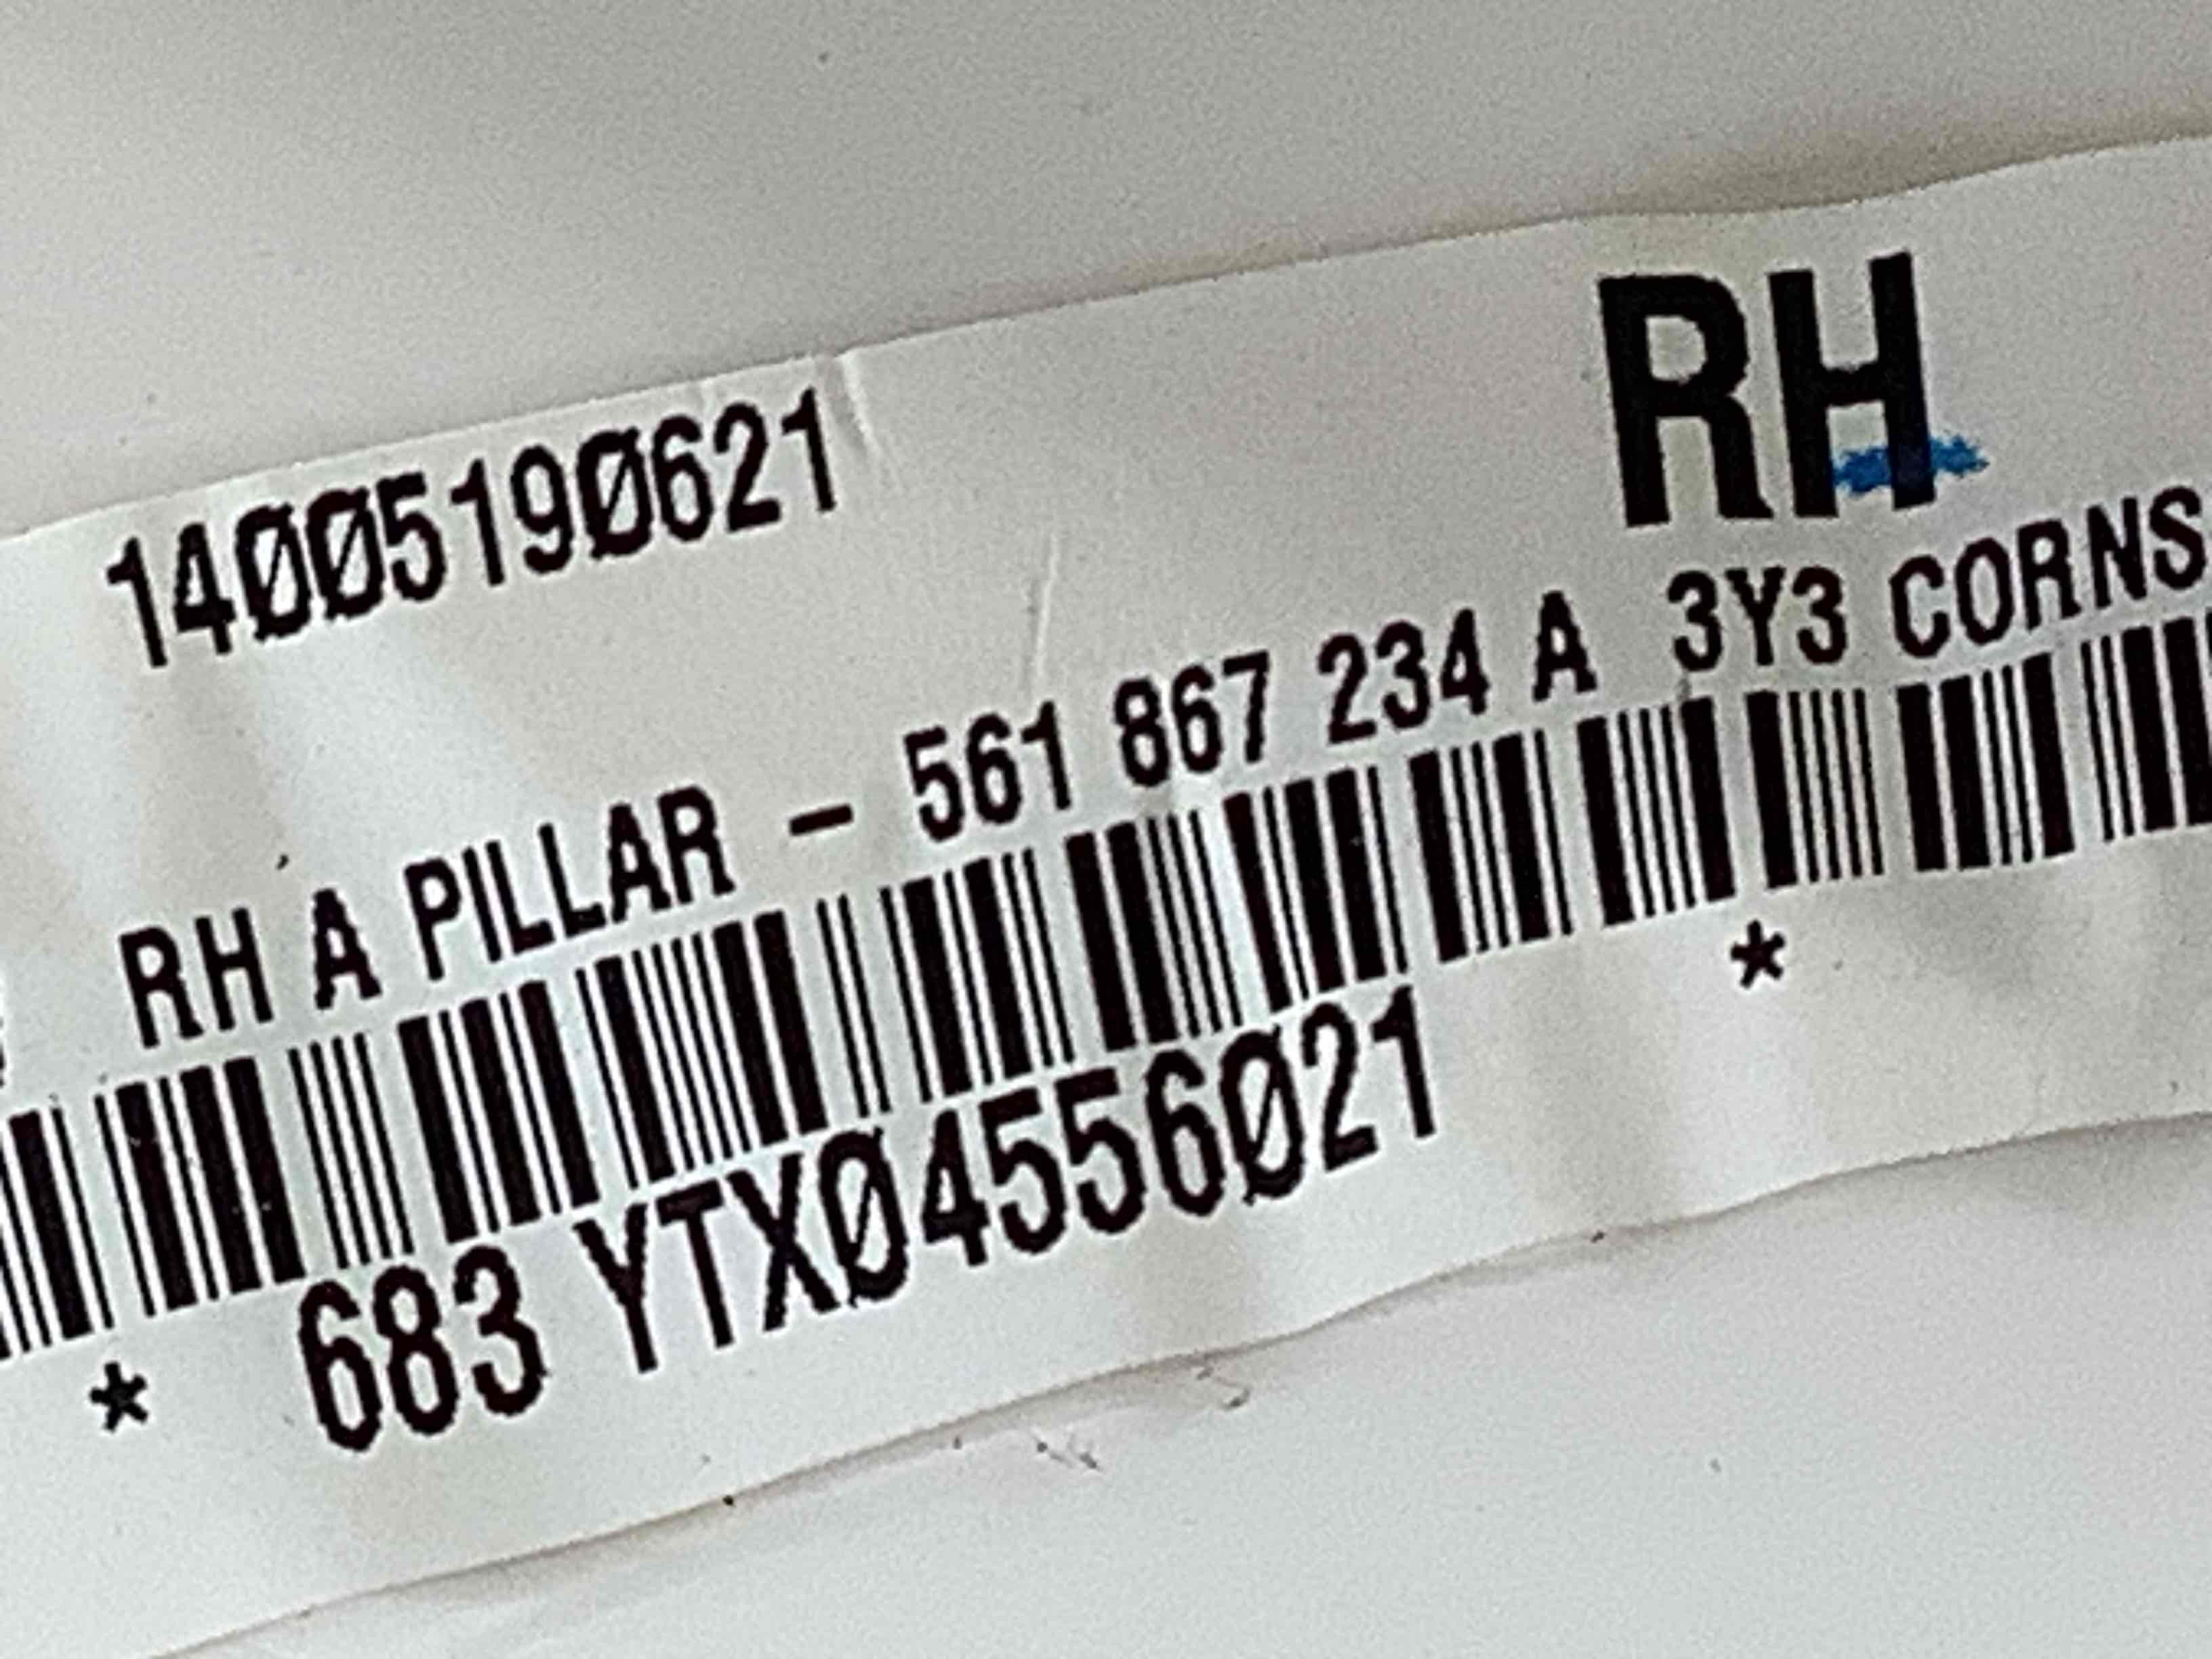 RH
14005190621
RH A PILLAR - 561 867 234 A 3Y3 CORNS
* 683 YTX04556021 *